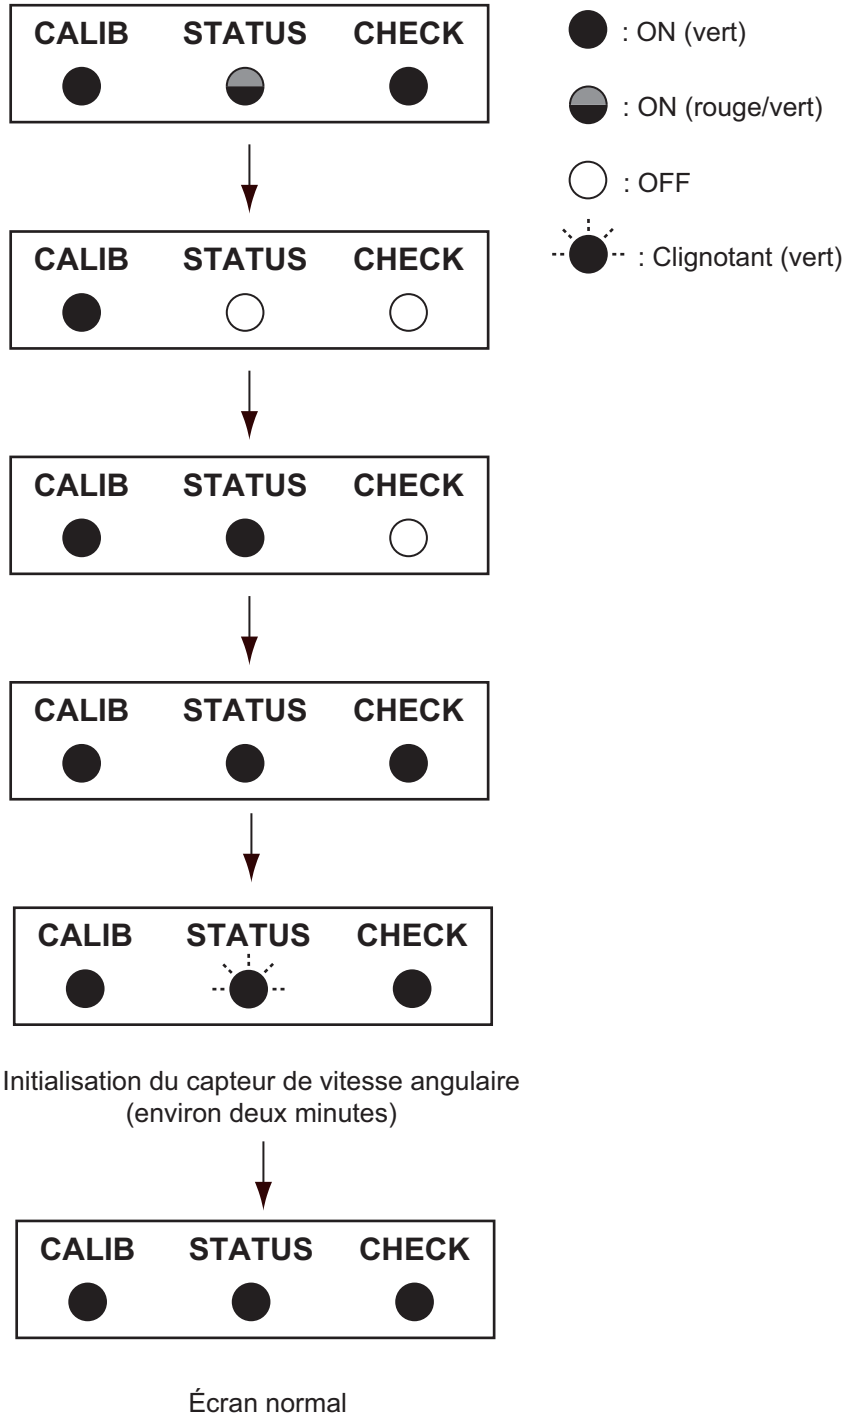 CALIB STATUS CHECK
: ON (vert)
: ON (rouge/vert)
: OFF
: Clignotant (vert)
CALIB STATUS CHECK
CALIB STATUS CHECK
CALIB STATUS CHECK
CALIB STATUS CHECK
Initialisation du capteur de vitesse angulaire
(environ deux minutes)
CALIB STATUS CHECK
Écran normal